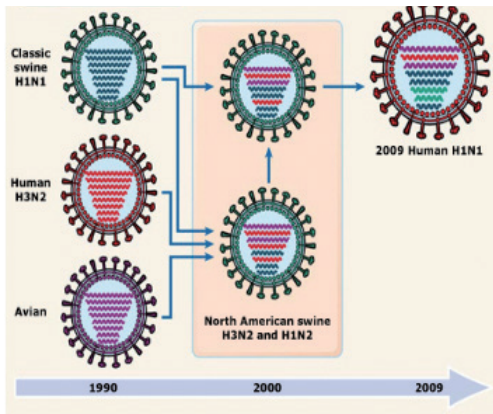 Classic
swine
H1N1
Human
H3N2
Avian
North American swine
H3N2 and H1N2
2009 Human H1N1
1990
2000
2009